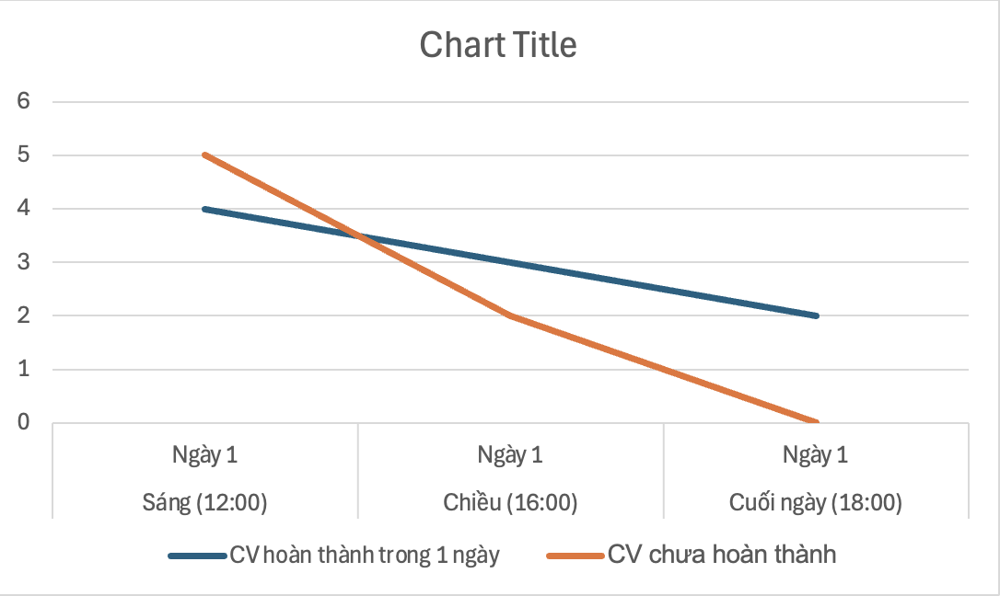 Chart Title
6
5
4
3
2
1
0
Ngày 1 Ngày 1 Ngày 1
Sáng (12:00) Chiều (16:00) Cuối ngày (18:00)
CV hoàn thành trong 1 ngày CV chưa hoàn thành